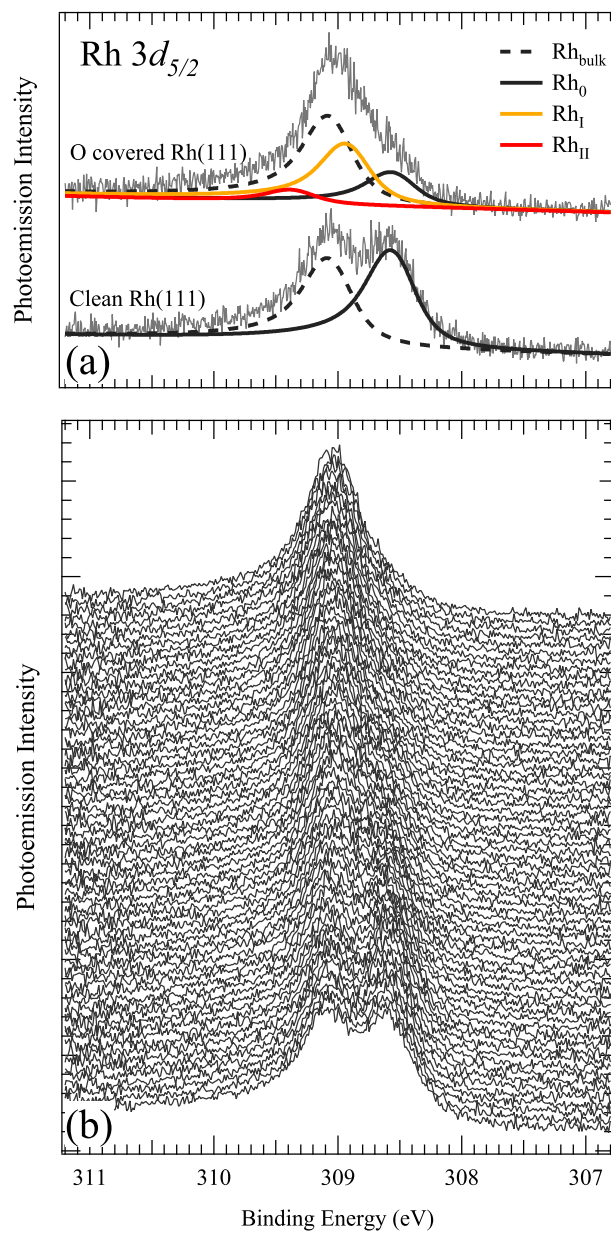 Rh 3d5/2
Rhbulk
Rh0
RhI
RhII
O covered Rh(111)
Clean Rh(111)
(a)
Photoemission Intensity
(b)
Photoemission Intensity
311 310 309 308 307
Binding Energy (eV)